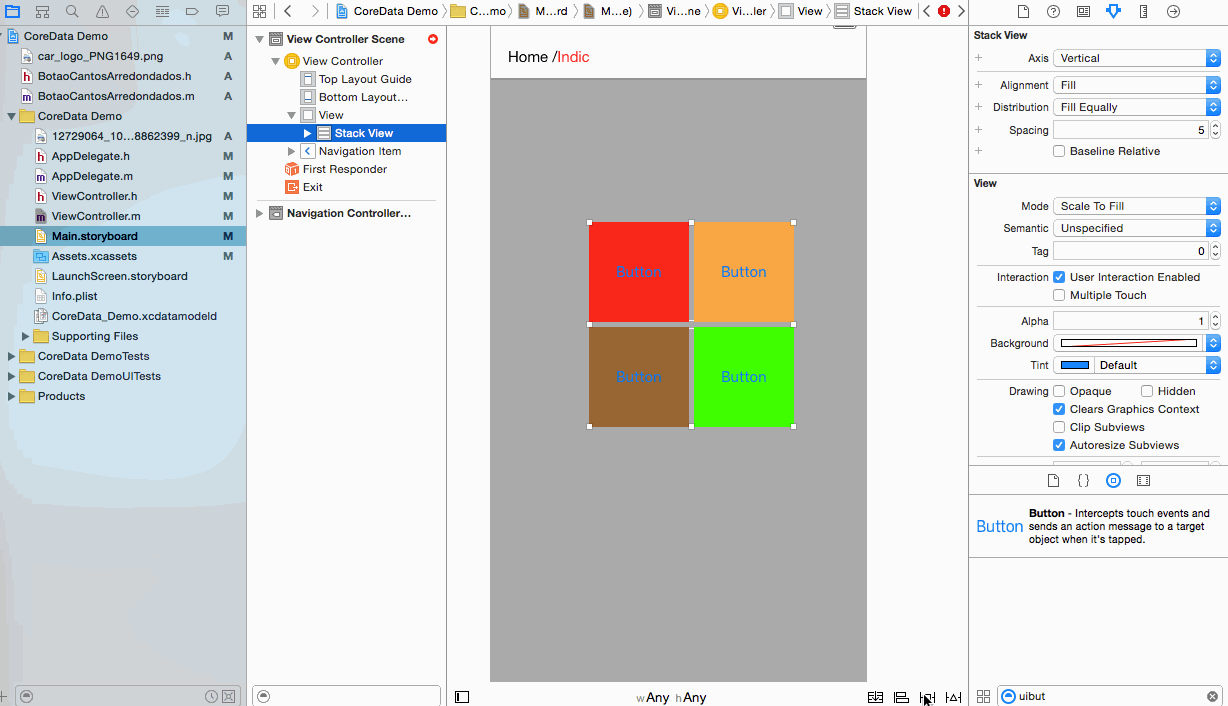 CoreData Demo M
car_logo_PNG1649.png A
BotaoCantosArredondados.h A
BotaoCantosArredondados.m A
CoreData Demo
12729064_10...8862399_n.jpg A
AppDelegate.h M
AppDelegate.m M
ViewController.h M
ViewController.m M
Main.storyboard M
Assets.xcassets M
LaunchScreen.storyboard
Info.plist
CoreData_Demo.xcdatamodeld
Supporting Files
CoreData DemoTests
CoreData DemoUITests
Products
CoreData Demo C...mo M...rd M...e) Vi...ne Vi...ler View Stack View
View Controller Scene
View Controller
Top Layout Guide
Bottom Layout...
View
Stack View
Navigation Item
First Responder
Exit
Navigation Controller...
Home /Indic
Button Button
Button Button
w Any h Any
Stack View
Axis Vertical
Alignment Fill
Distribution Fill Equally
Spacing 5
Baseline Relative
View
Mode Scale To Fill
Semantic Unspecified
Tag 0
Interaction User Interaction Enabled
Multiple Touch
Alpha 1
Background
Tint Default
Drawing Opaque Hidden
Clears Graphics Context
Clip Subviews
Autoresize Subviews
Button
Button - Intercepts touch events and
sends an action message to a target
object when it's tapped.
uibut